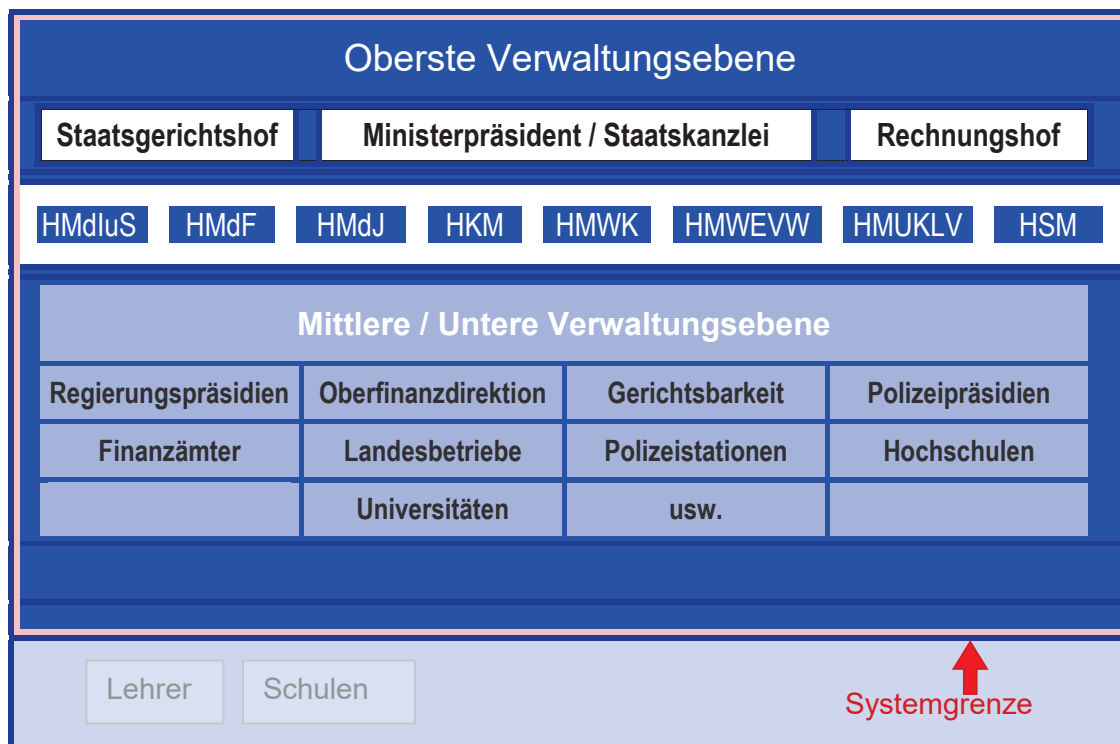 Oberste Verwaltungsebene
Staatsgerichtshof Ministerpräsident / Staatskanzlei Rechnungshof
HMdIuS HMdF HMdJ HKM HMWK HMWEVW HMUKLV HSM
Mittlere / Untere Verwaltungsebene
Regierungspräsidien Oberfinanzdirektion Gerichtsbarkeit Polizeipräsidien
Finanzämter Landesbetriebe Polizeistationen Hochschulen
Universitäten usw.
Lehrer Schulen Systemgrenze